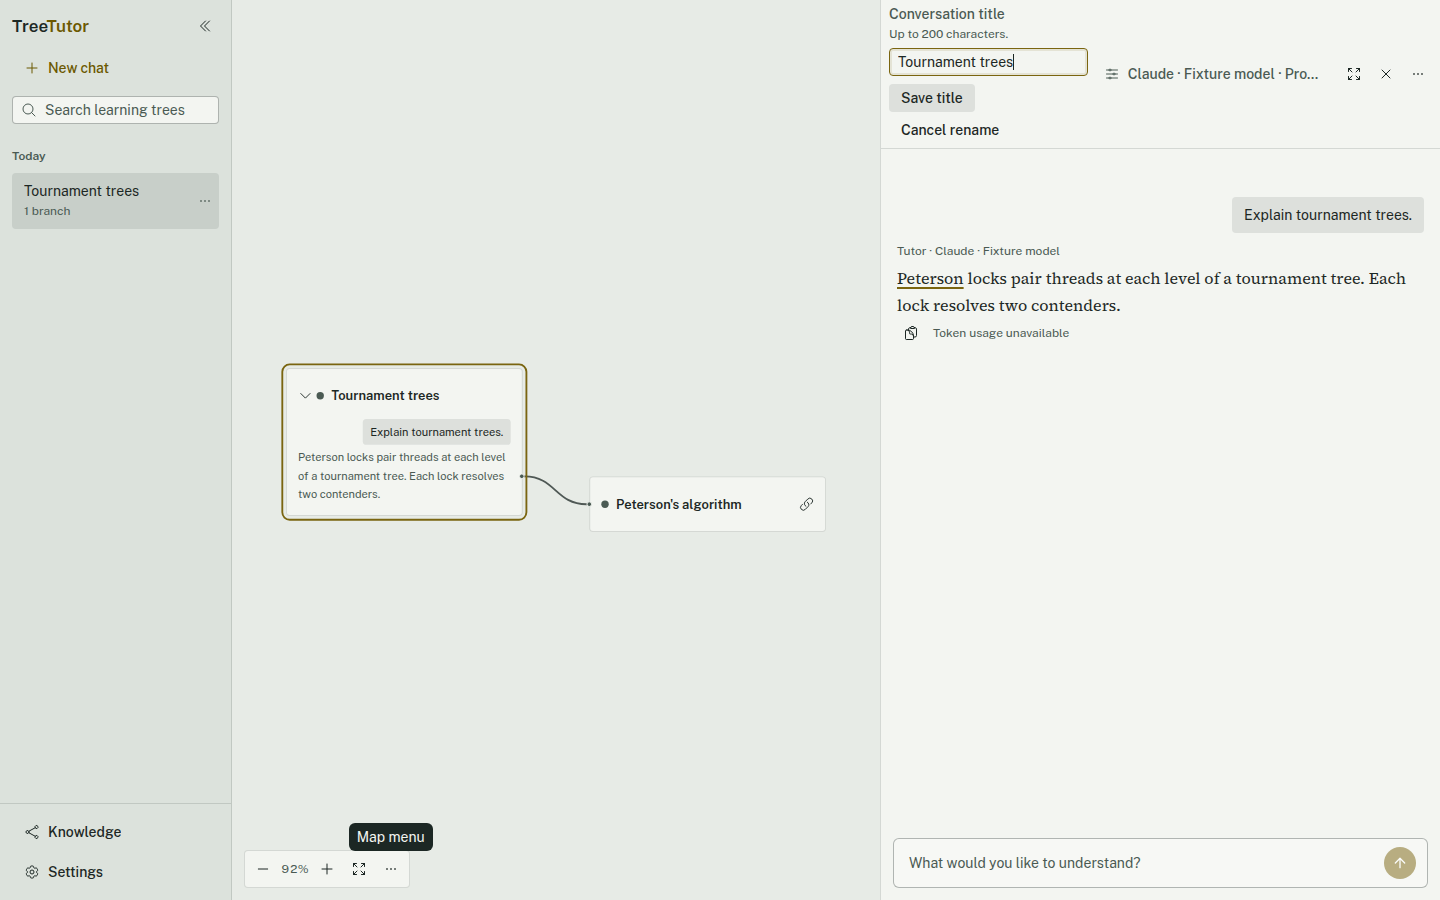 TreeTutor
New chat
Search learning trees
Today
Tournament trees
1 branch
Knowledge
Settings
Tournament trees
Explain tournament trees.
Peterson locks pair threads at each level
of a tournament tree. Each lock resolves
two contenders.
Peterson's algorithm
Map menu
92%
Conversation title
Up to 200 characters.
Tournament trees
Claude · Fixture model · Pro...
Save title
Cancel rename
Explain tournament trees.
Tutor · Claude · Fixture model
Peterson locks pair threads at each level of a tournament tree. Each
lock resolves two contenders.
Token usage unavailable
What would you like to understand?